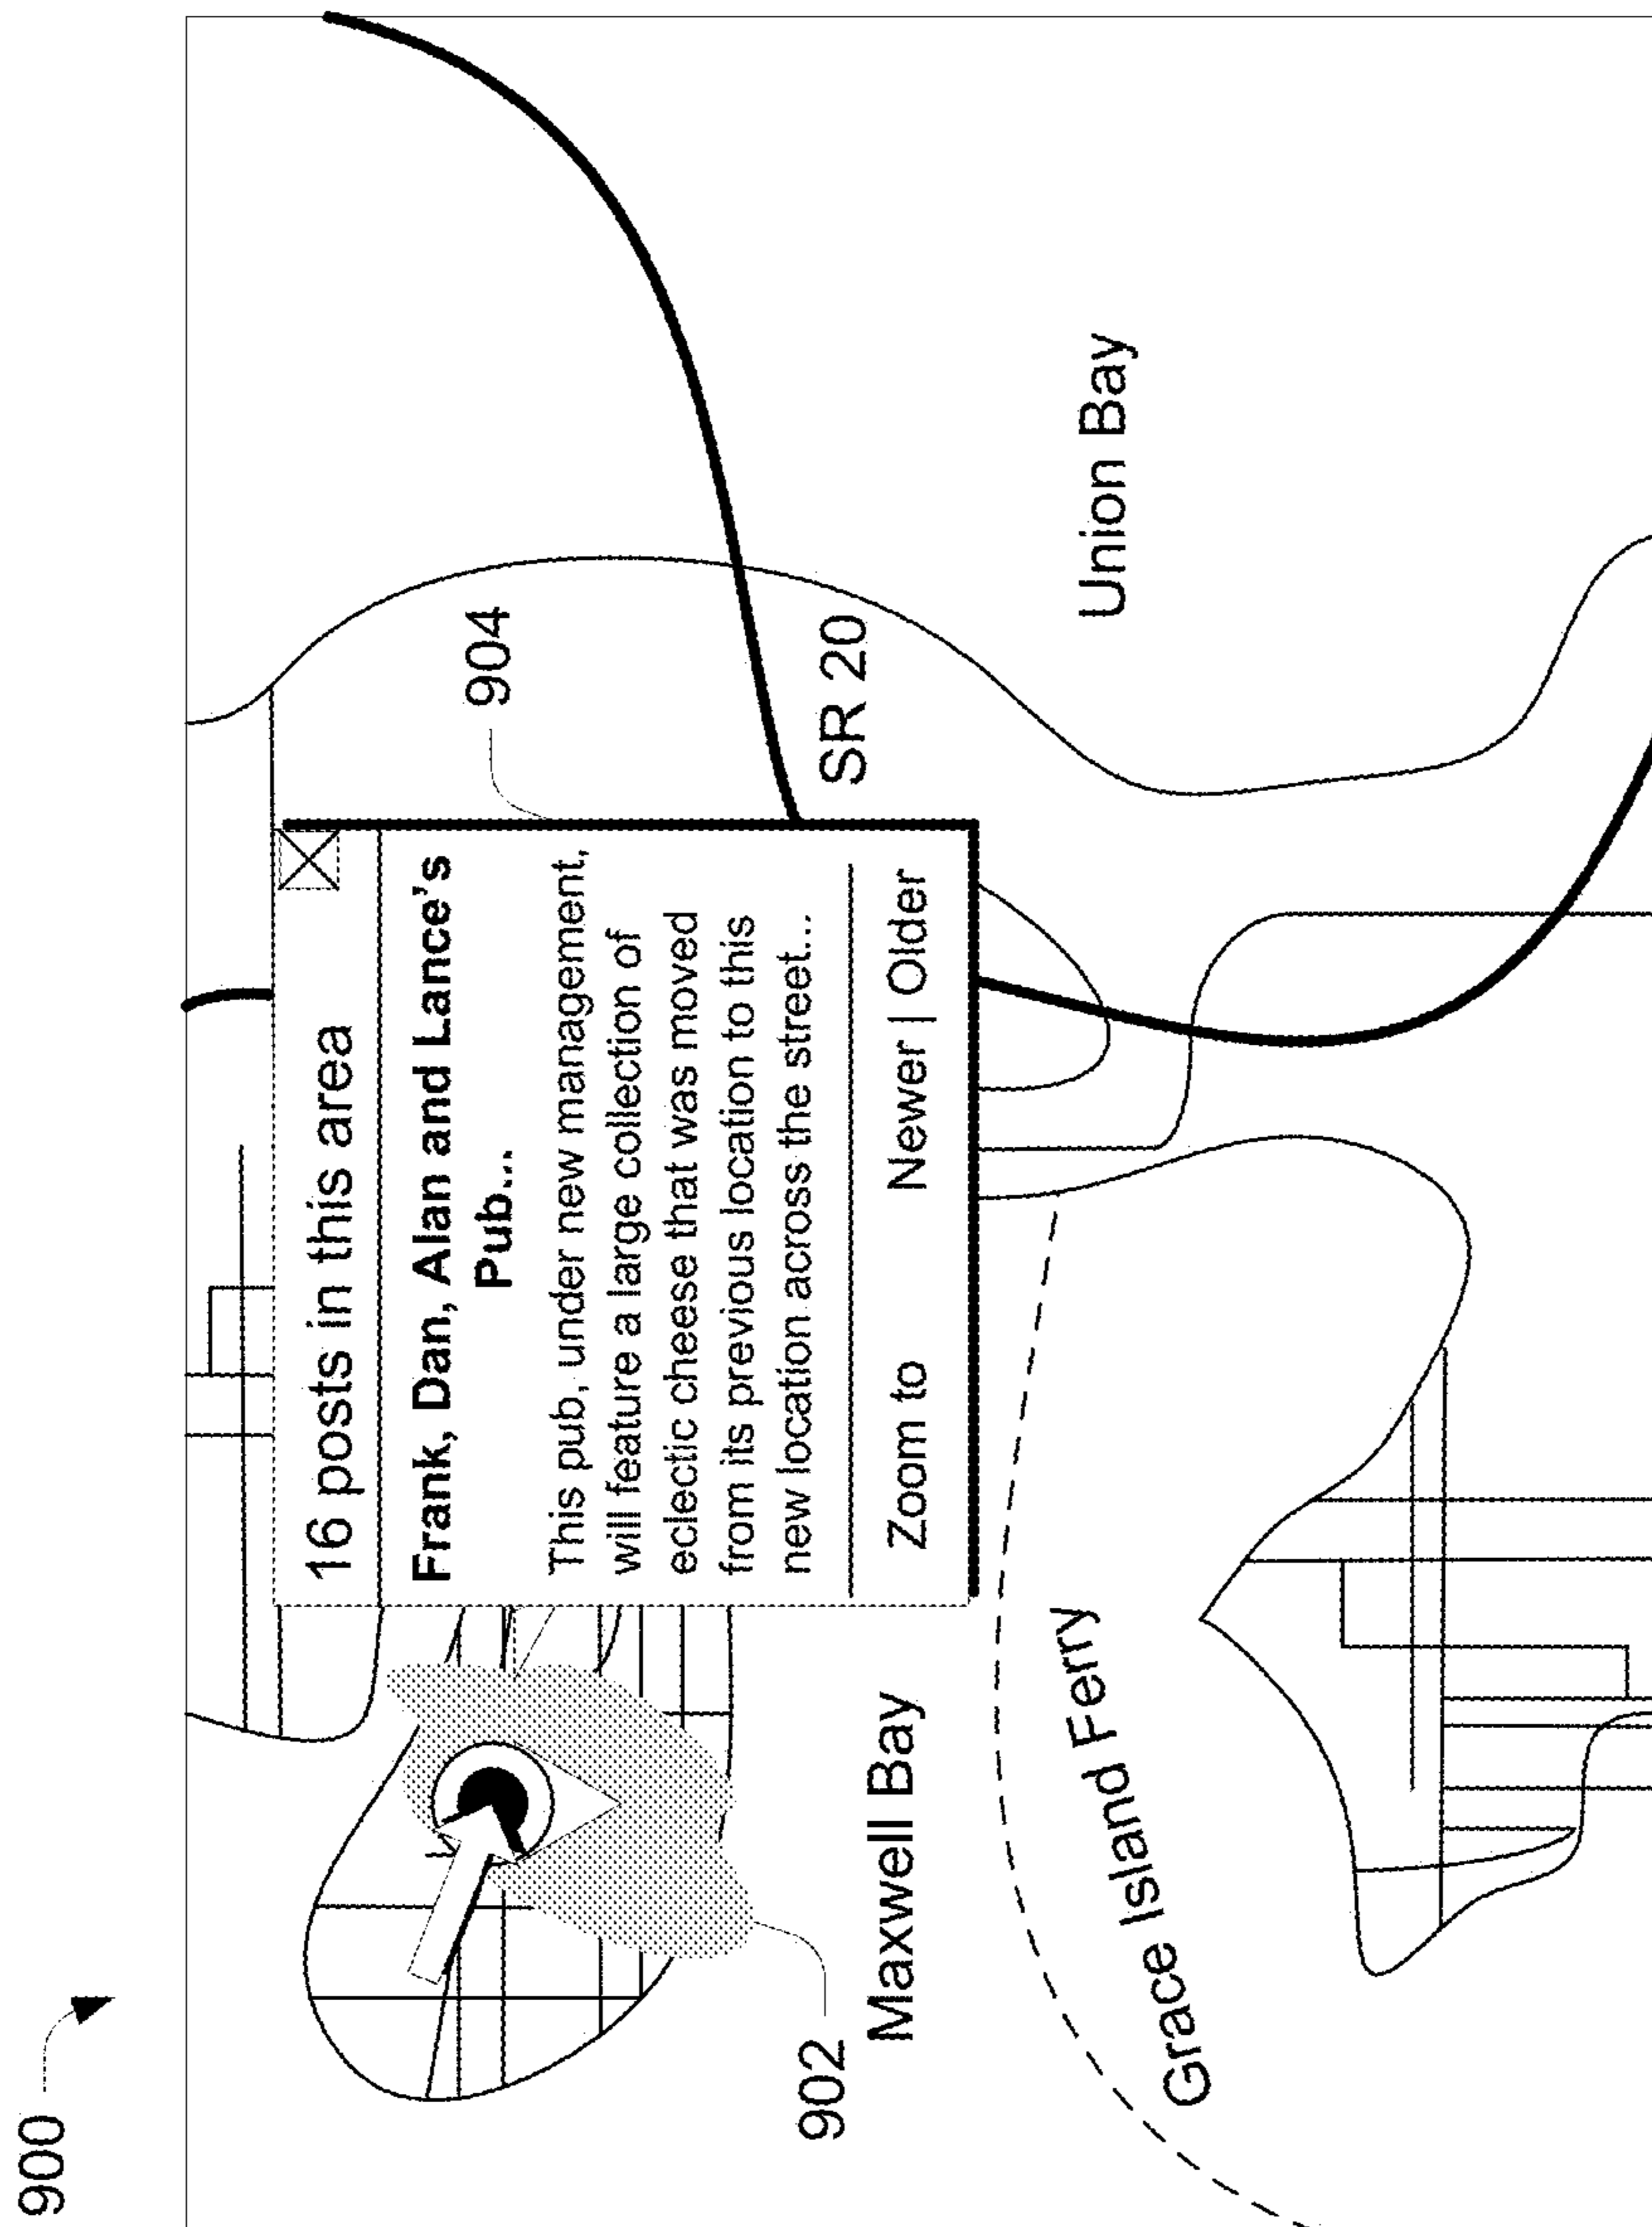 900
16 posts in this area
Frank, Dan, Alan and Lance's
Pub...
This pub, under new management,
will feature a large collection of
eclectic cheese that was moved
from its previous location to this
new location across the street...
Zoom to
Newer | Older
904
SR 20
902
Maxwell Bay
Union Bay
Grace Island Ferry